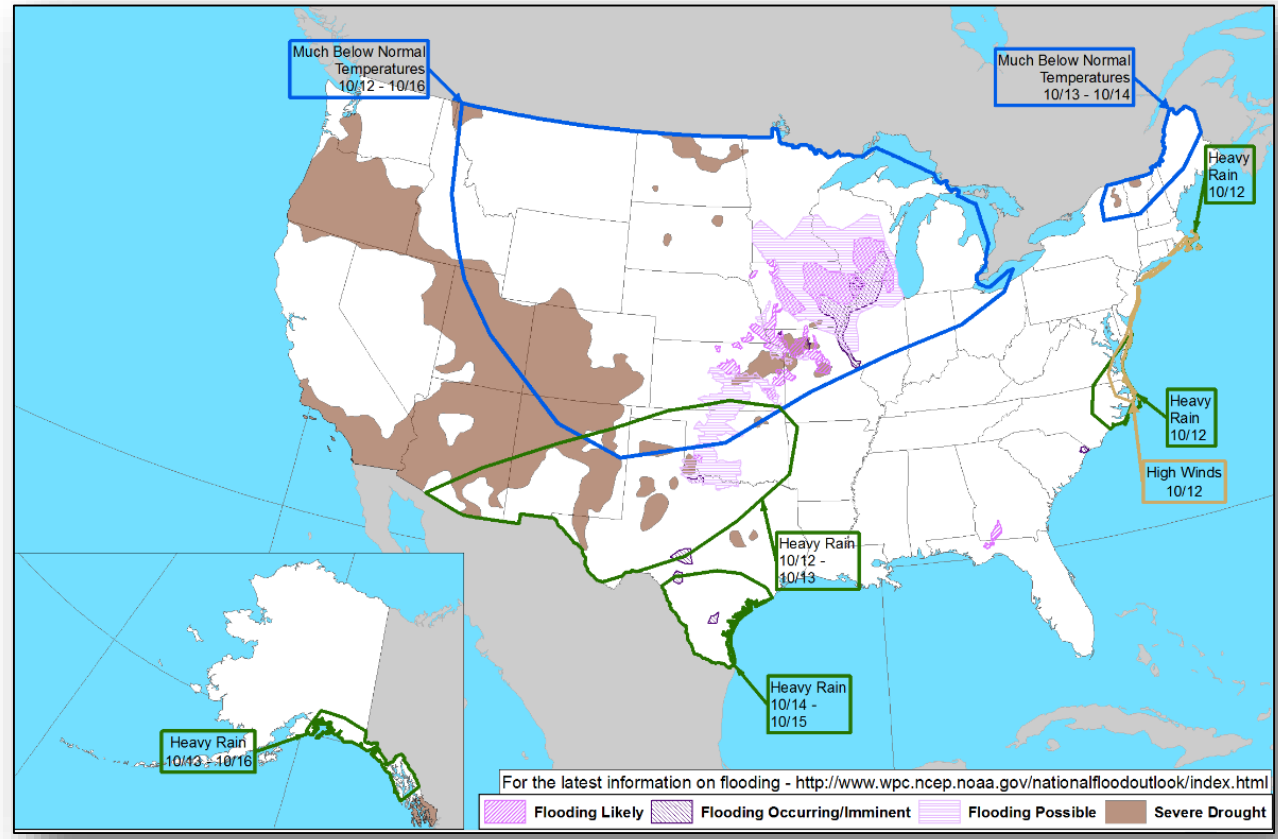 Much Below Normal
Temperatures
10/12 - 10/16
Much Below Normal
Temperatures
10/13 - 10/14
Heavy
Rain
10/12
Heavy
Rain
10/12
High Winds
10/12
Heavy Rain
10/12 -
10/13
Heavy Rain
10/14 -
10/15
Heavy Rain
10/13 - 10/16
For the latest information on flooding - http://www.wpc.ncep.noaa.gov/nationalfloodoutlook/index.html
Flooding Likely Flooding Occurring/Imminent Flooding Possible Severe Drought